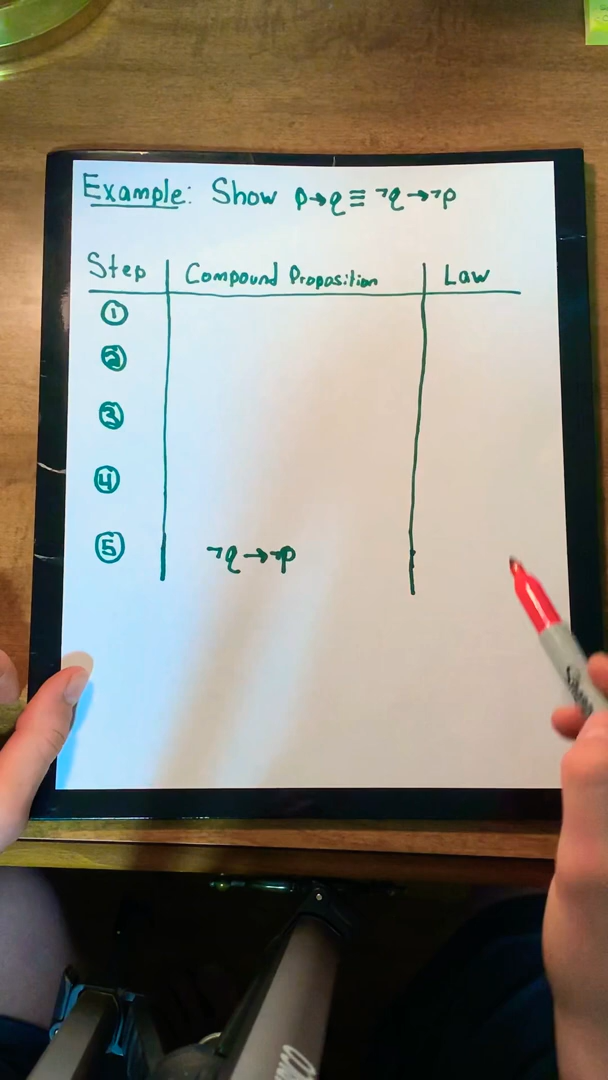 Example: Show p→q ≡ ¬q→¬p
Step Compound Proposition Law
①
②
③
④
⑤ ¬q→¬p